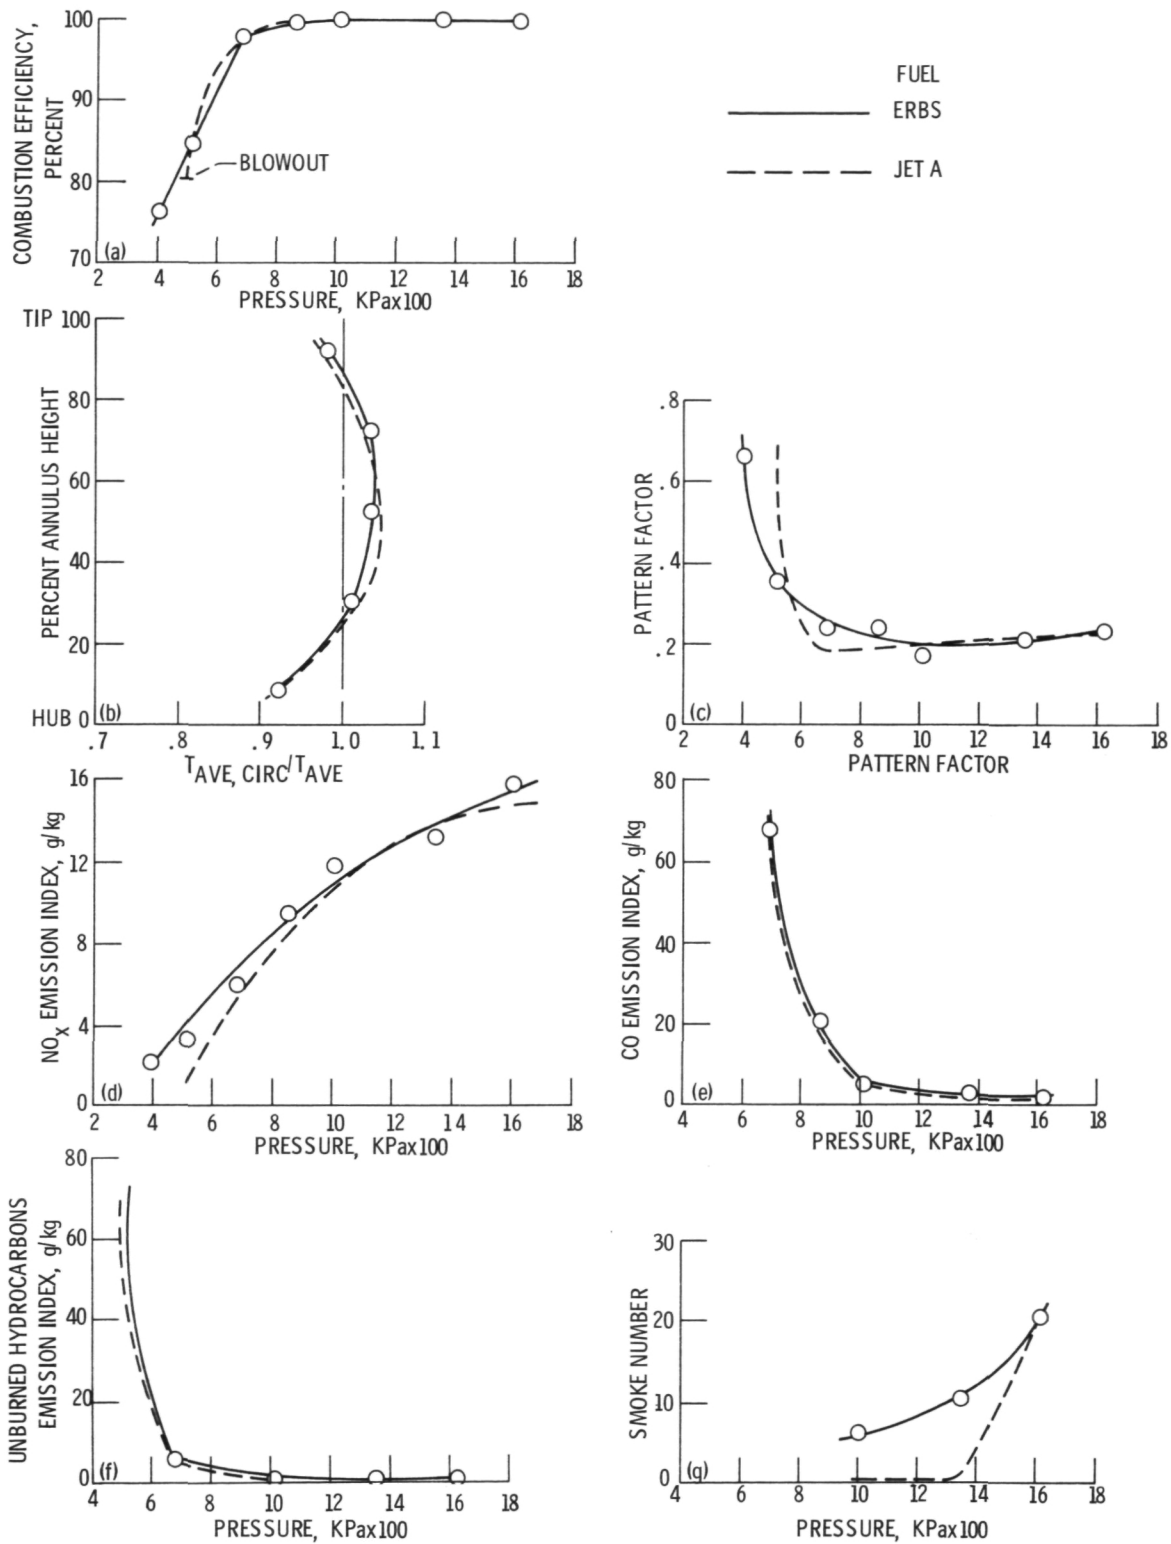 COMBUSTION EFFICIENCY,
PERCENT
100
90
80
70
BLOWOUT
(a)
2 4 6 8 10 12 14 16 18
PRESSURE, KPax100
FUEL
ERBS
JET A
PERCENT ANNULUS HEIGHT
TIP 100
80
60
40
20
HUB 0
(b)
.7 .8 .9 1.0 1.1
TAVE, CIRC/TAVE
PATTERN FACTOR
.8
.6
.4
.2
0
(c)
2 4 6 8 10 12 14 16 18
PATTERN FACTOR
NOX EMISSION INDEX, g/kg
16
12
8
4
0
(d)
2 4 6 8 10 12 14 16 18
PRESSURE, KPax100
CO EMISSION INDEX, g/kg
80
60
40
20
0
(e)
4 6 8 10 12 14 16 18
PRESSURE, KPax100
UNBURNED HYDROCARBONS
EMISSION INDEX, g/kg
80
60
40
20
0
(f)
4 6 8 10 12 14 16 18
PRESSURE, KPax100
SMOKE NUMBER
30
20
10
0
(q)
4 6 8 10 12 14 16 18
PRESSURE, KPax100